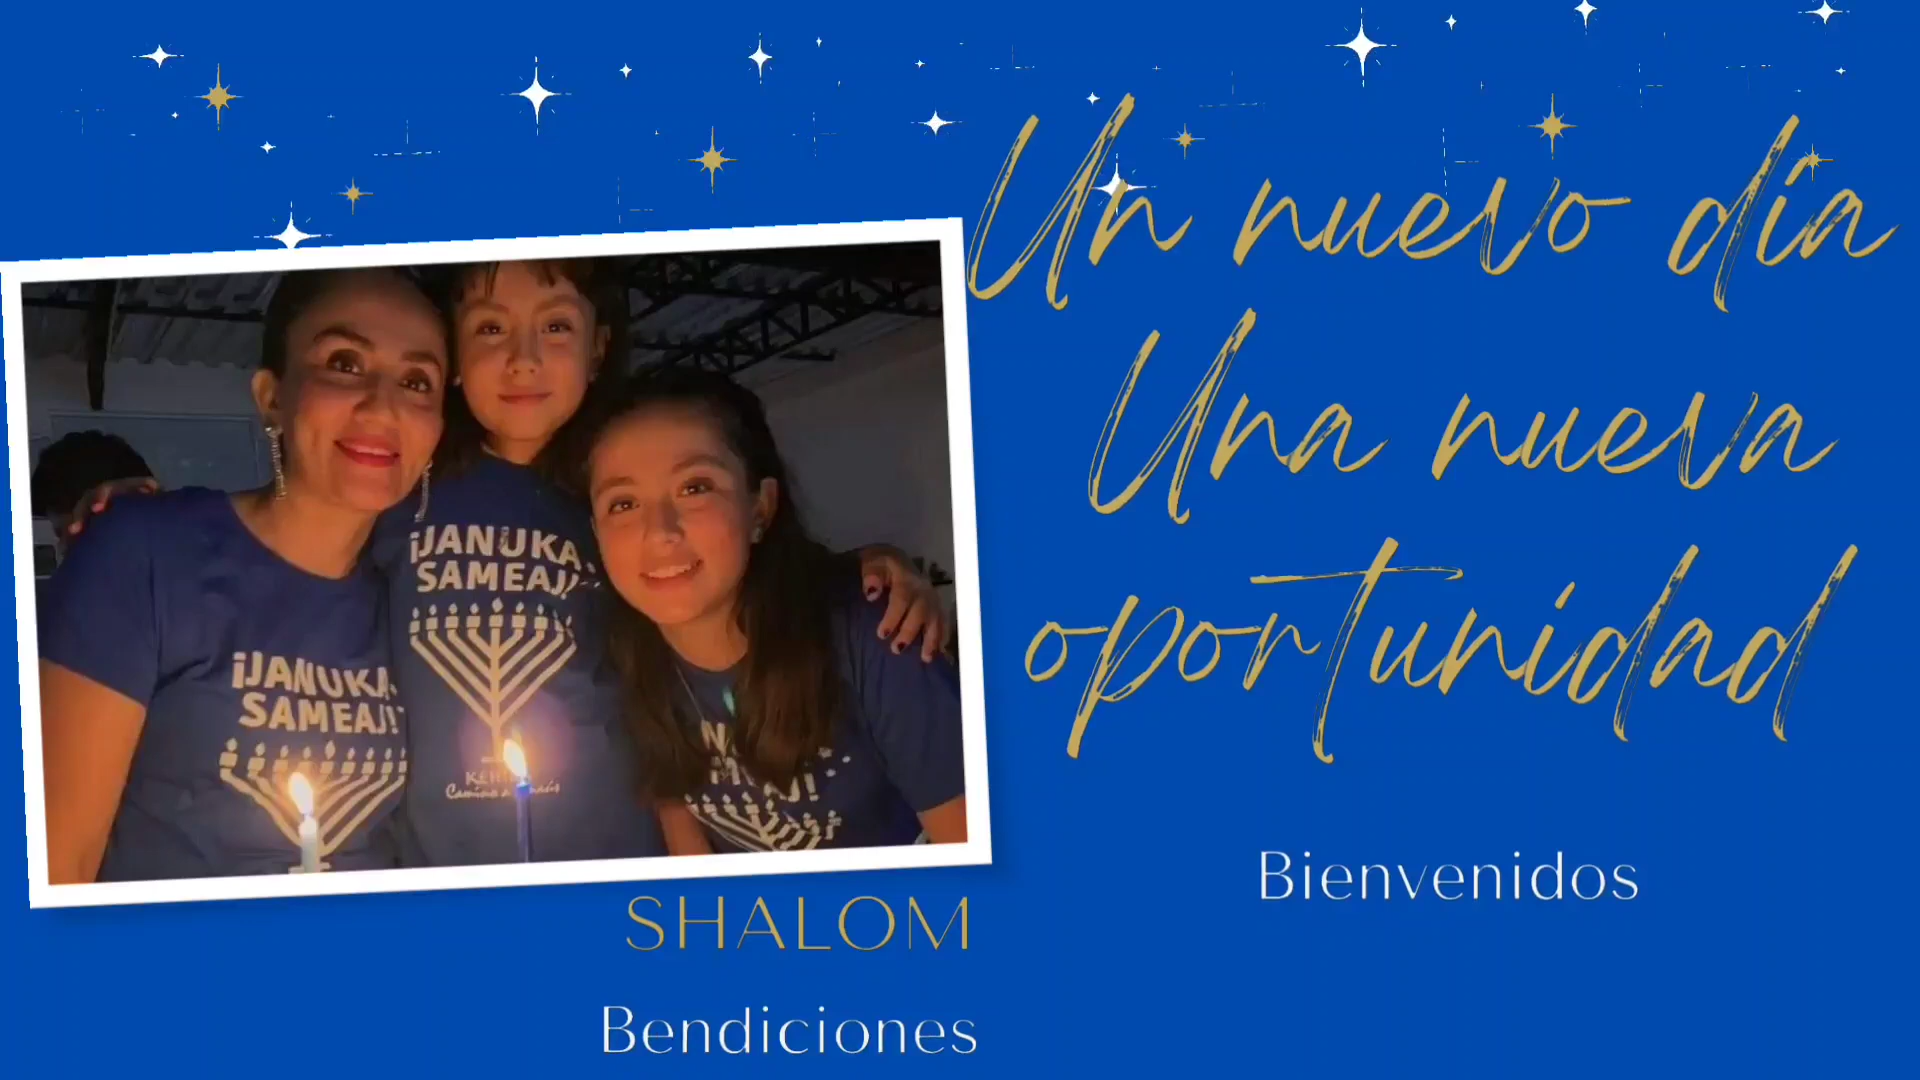 Un nuevo día
Una nueva
oportunidad
¡JANUKA
SAMEAJ!
¡JANUKA
SAMEAJ!
Bienvenidos
SHALOM
Bendiciones